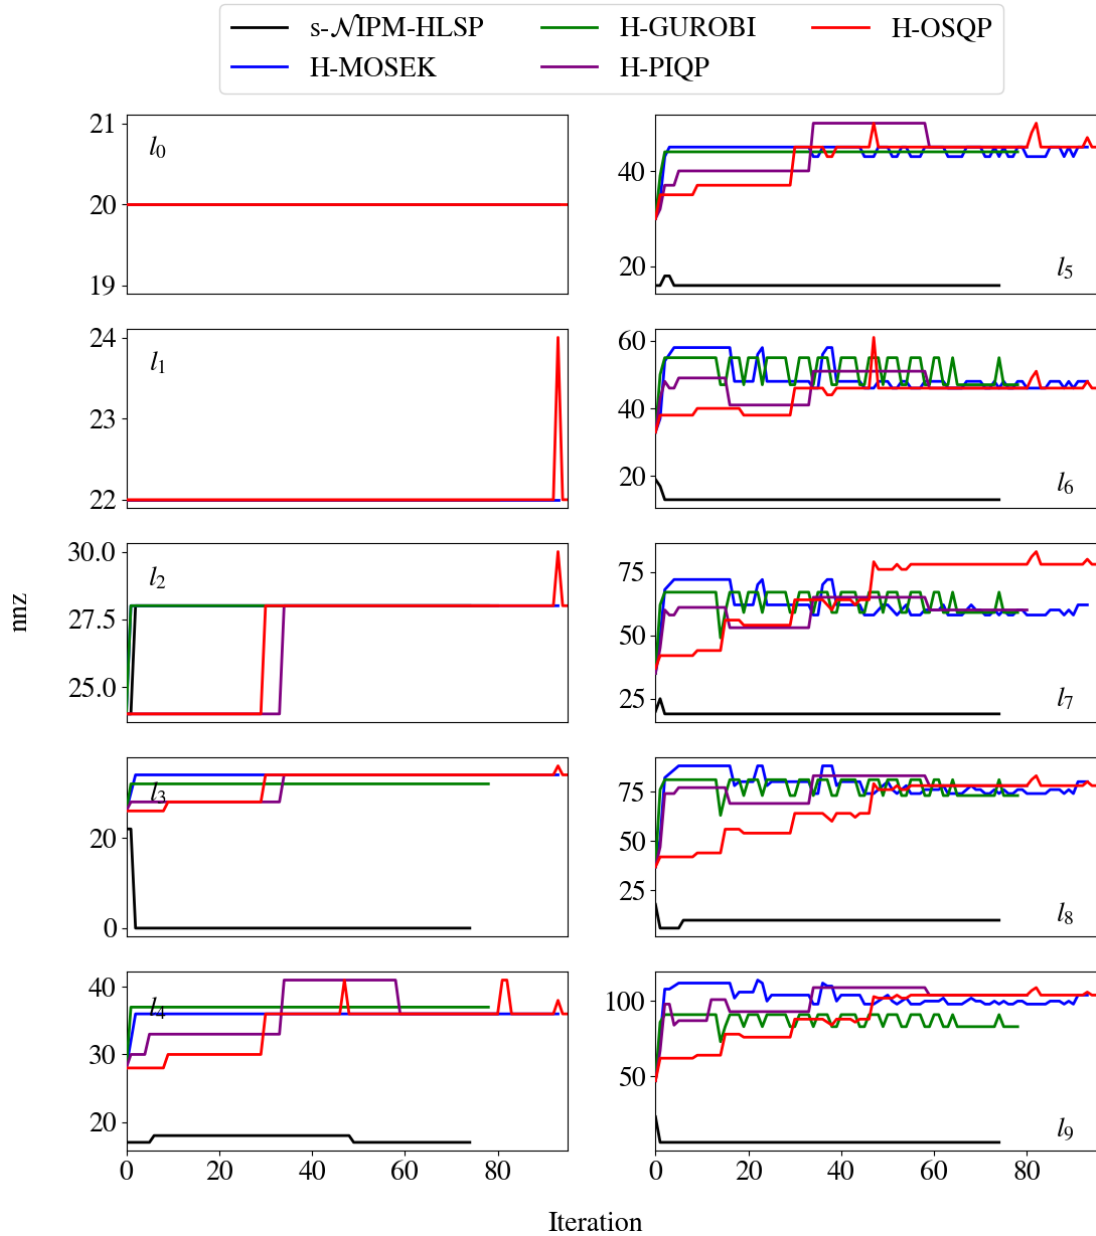 s-𝒩IPM-HLSP H-GUROBI H-OSQP
H-MOSEK H-PIQP
21
20
19
l₀
40
20
l₅
24
23
22
l₁
60
40
20
l₆
30.0
27.5
25.0
l₂
75
50
25
l₇
20
0
l₃
75
50
25
l₈
40
30
20
l₄
0 20 40 60 80
100
50
l₉
0 20 40 60 80
nnz
Iteration